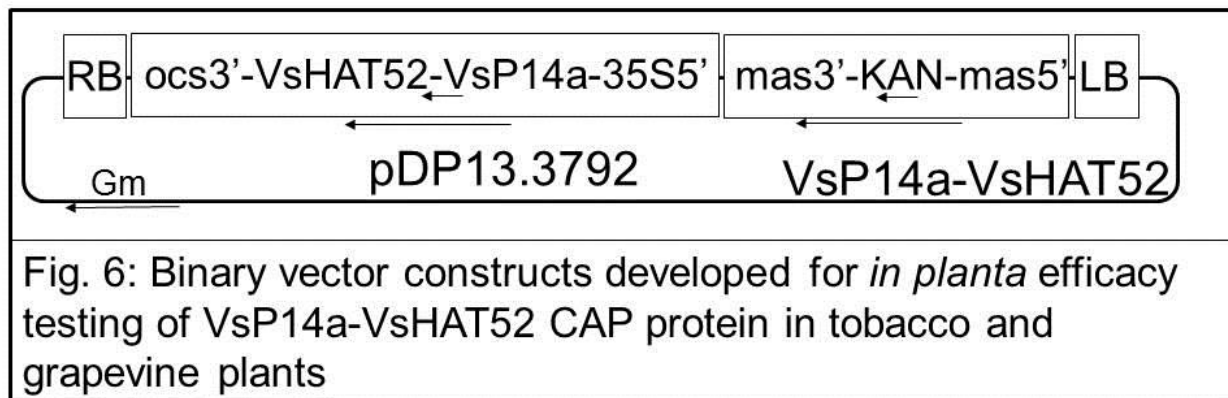 RB ocs3’-VsHAT52-VsP14a-35S5’ mas3’-KAN-mas5’ LB
Gm pDP13.3792 VsP14a-VsHAT52
Fig. 6: Binary vector constructs developed for in planta efficacy
testing of VsP14a-VsHAT52 CAP protein in tobacco and
grapevine plants